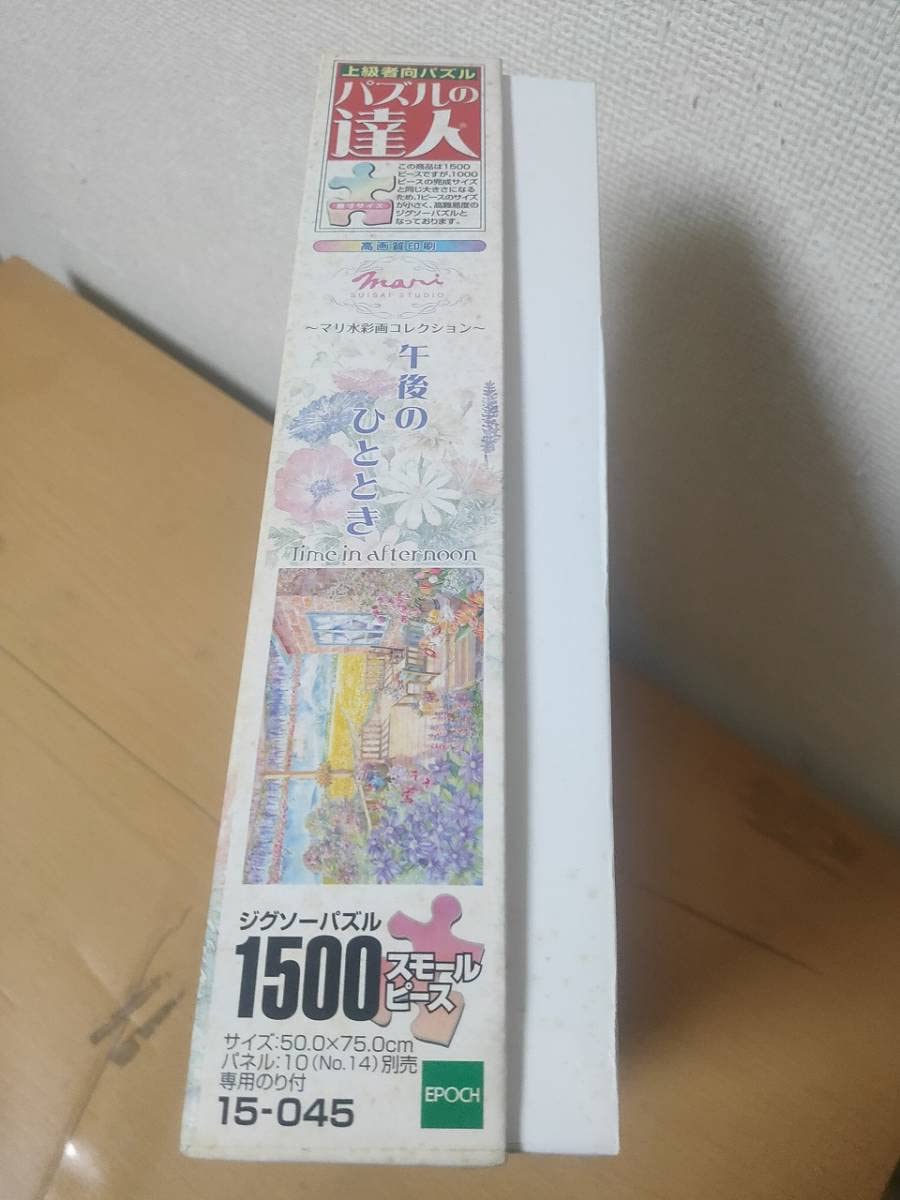 上級者向パズル
パズルの
達人
この商品は1500
ピースですが、1000
ピースの完成サイズ
と同じ大きさになる
ため、1ピースのサイズ
が小さく、高難易度の
ジグソーパズルと
なっております。
原寸サイズ
高画質印刷
mari
SUISAI STUDIO
〜マリ水彩画コレクション〜
午後の
ひととき
Time in afternoon
ジグソーパズル
1500
スモール
ピース
サイズ:50.0×75.0cm
パネル:10(No.14)別売
専用のり付
15-045
EPOCH